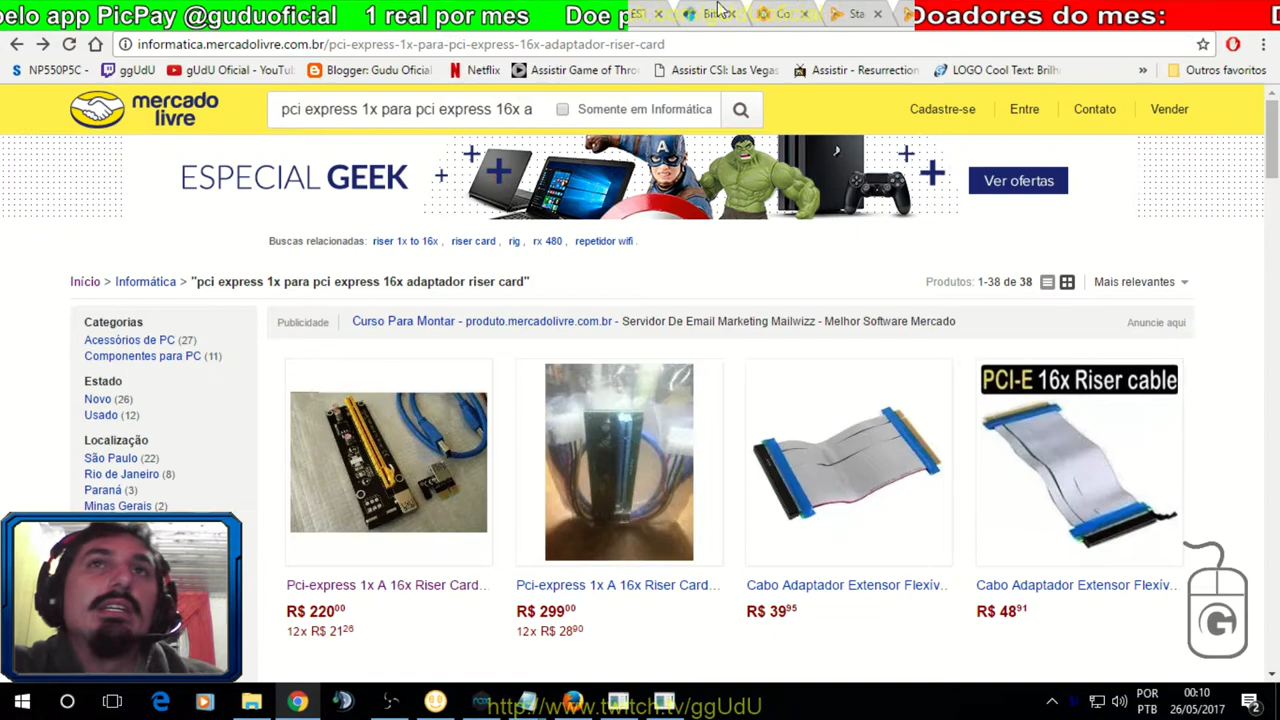 pelo app PicPay @guduoficial 1 real por mes Doe p
Doadores do mes:
Sta
informatica.mercadolivre.com.br/pci-express-1x-para-pci-express-16x-adaptador-riser-card
NP550P5C -
ggUdU
gUdU Oficial - YouTu
Blogger: Gudu Oficial
Netflix
Assistir Game of Thro
Assistir CSI: Las Vegas
Assistir - Resurrection
LOGO Cool Text: Brilh
»
Outros favoritos
mercado
livre
pci express 1x para pci express 16x a
Somente em Informática
Cadastre-se
Entre
Contato
Vender
ESPECIAL GEEK
Ver ofertas
Buscas relacionadas: riser 1x to 16x , riser card , rig , rx 480 , repetidor wifi .
Início > Informática > "pci express 1x para pci express 16x adaptador riser card"
Produtos: 1-38 de 38
Mais relevantes
Categorias
Acessórios de PC (27)
Componentes para PC (11)
Estado
Novo (26)
Usado (12)
Localização
São Paulo (22)
Rio de Janeiro (8)
Paraná (3)
Minas Gerais (2)
Publicidade
Curso Para Montar - produto.mercadolivre.com.br - Servidor De Email Marketing Mailwizz - Melhor Software Mercado
Anuncie aqui
PCI-E 16x Riser cable
Pci-express 1x A 16x Riser Card...
R$ 220⁰⁰
12x R$ 21²⁶
Pci-express 1x A 16x Riser Card...
R$ 299⁰⁰
12x R$ 28⁹⁰
Cabo Adaptador Extensor Flexív...
R$ 39⁹⁵
Cabo Adaptador Extensor Flexív...
R$ 48⁹¹
G
http://www.twitch.tv/ggUdU
POR
PTB
00:10
26/05/2017
2